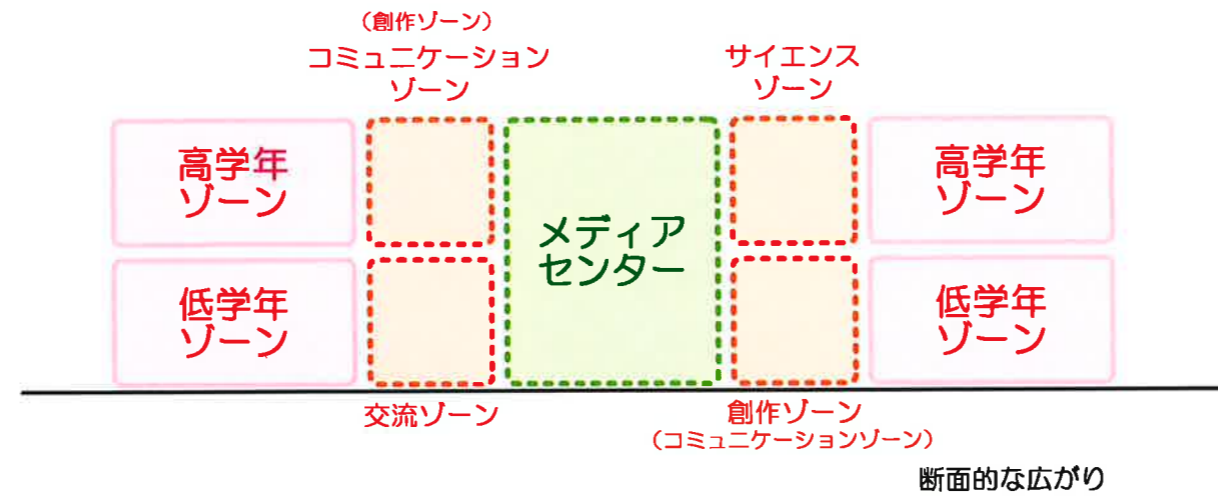 （創作ゾーン）
コミュニケーション
ゾーン
サイエンス
ゾーン
高学年
ゾーン
メディア
センター
高学年
ゾーン
低学年
ゾーン
低学年
ゾーン
交流ゾーン
創作ゾーン
（コミュニケーションゾーン）
断面的な広がり